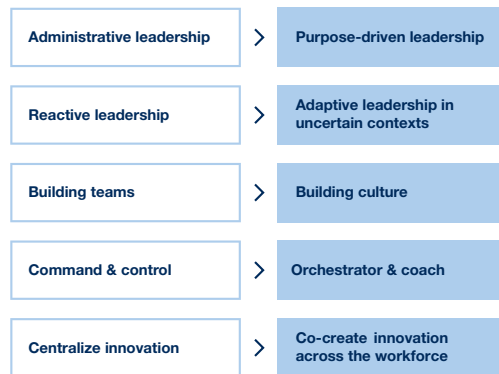 Administrative leadership
Purpose-driven leadership
Reactive leadership
Adaptive leadership in
uncertain contexts
Building teams
Building culture
Command & control
Orchestrator & coach
Centralize innovation
Co-create innovation
across the workforce